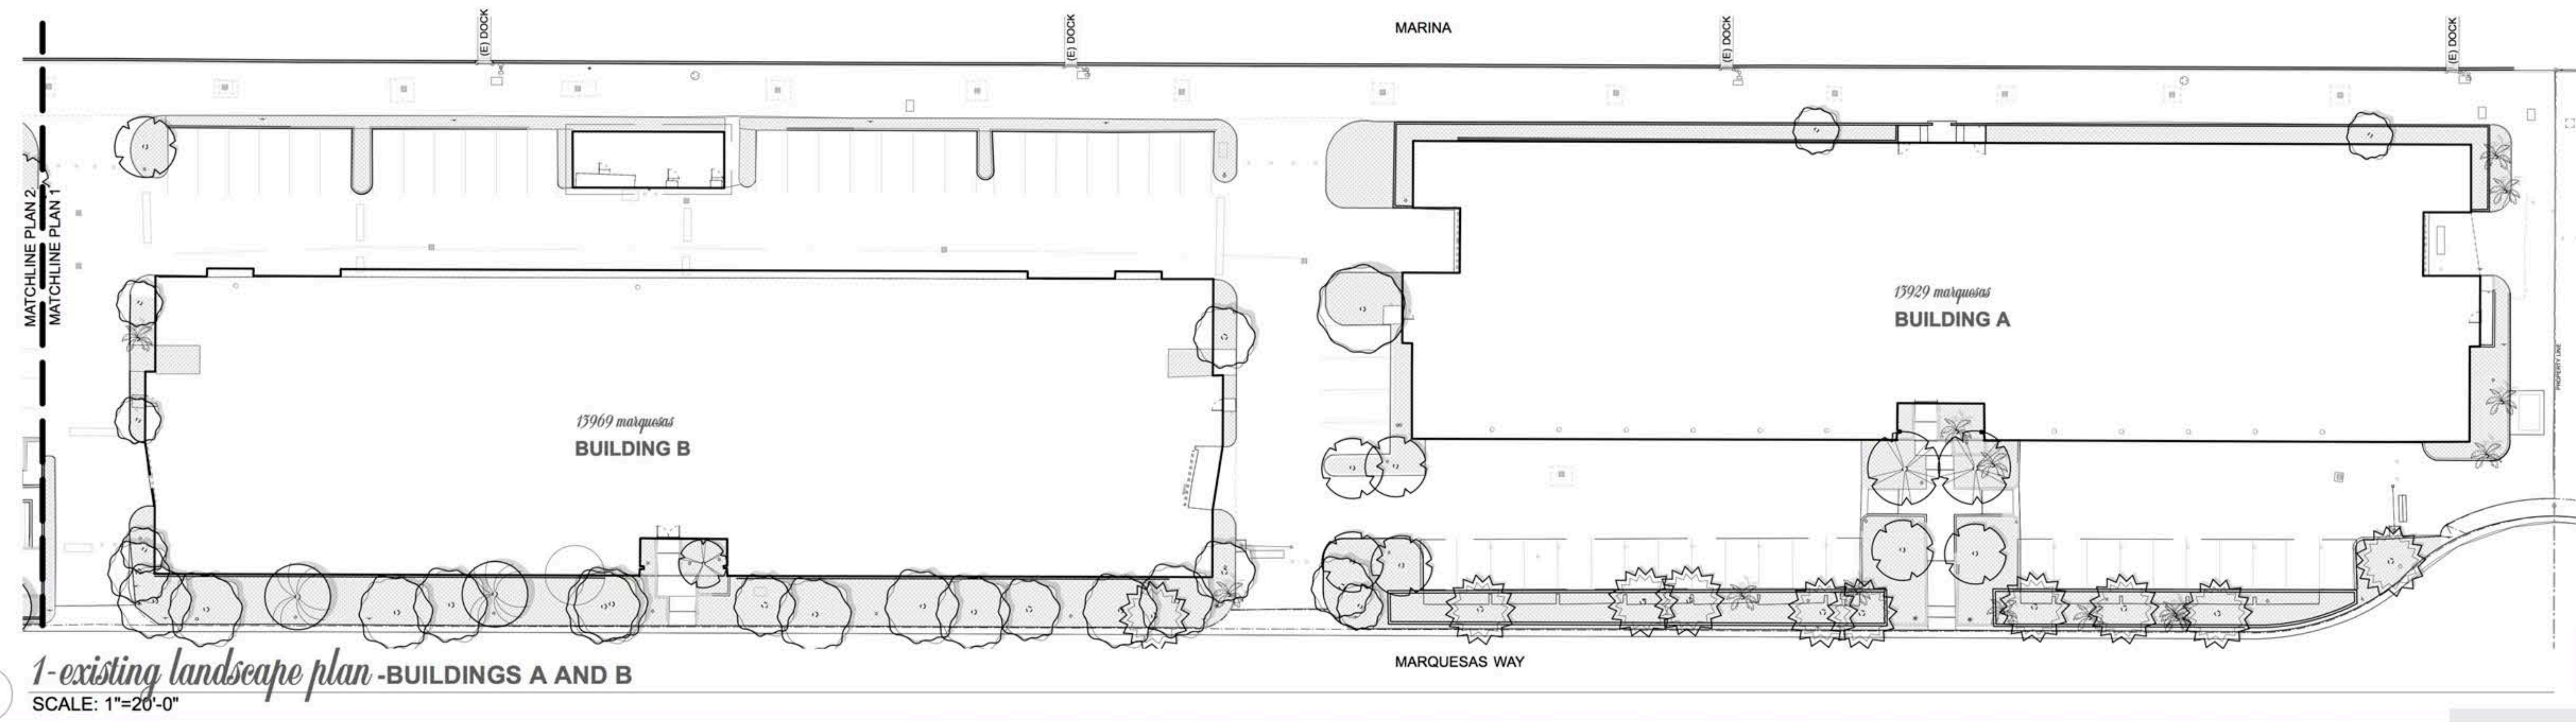 (E) DOCK
(E) DOCK
MARINA
(E) DOCK
(E) DOCK
MATCHLINE PLAN 2
MATCHLINE PLAN 1
13929 marquesas
BUILDING A
PROPERTY LINE
13969 marquesas
BUILDING B
MARQUESAS WAY
1-existing landscape plan -BUILDINGS A AND B
SCALE: 1"=20'-0"